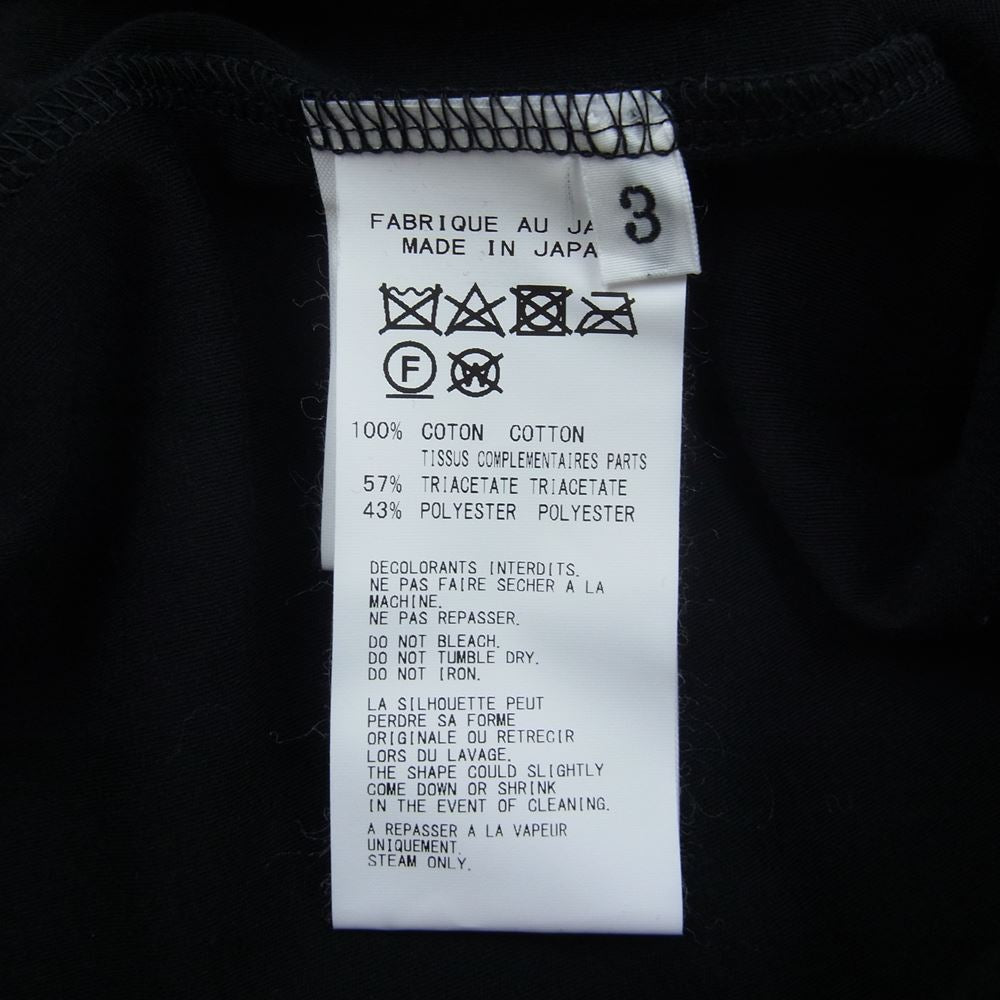 3
FABRIQUE AU JA
MADE IN JAPA
F
W
100% COTON COTTON
TISSUS COMPLEMENTAIRES PARTS
57% TRIACETATE TRIACETATE
43% POLYESTER POLYESTER
DECOLORANTS INTERDITS.
NE PAS FAIRE SECHER A LA
MACHINE.
NE PAS REPASSER.
DO NOT BLEACH.
DO NOT TUMBLE DRY.
DO NOT IRON.
LA SILHOUETTE PEUT
PERDRE SA FORME
ORIGINALE OU RETRECIR
LORS DU LAVAGE.
THE SHAPE COULD SLIGHTLY
COME DOWN OR SHRINK
IN THE EVENT OF CLEANING.
A REPASSER A LA VAPEUR
UNIQUEMENT.
STEAM ONLY.